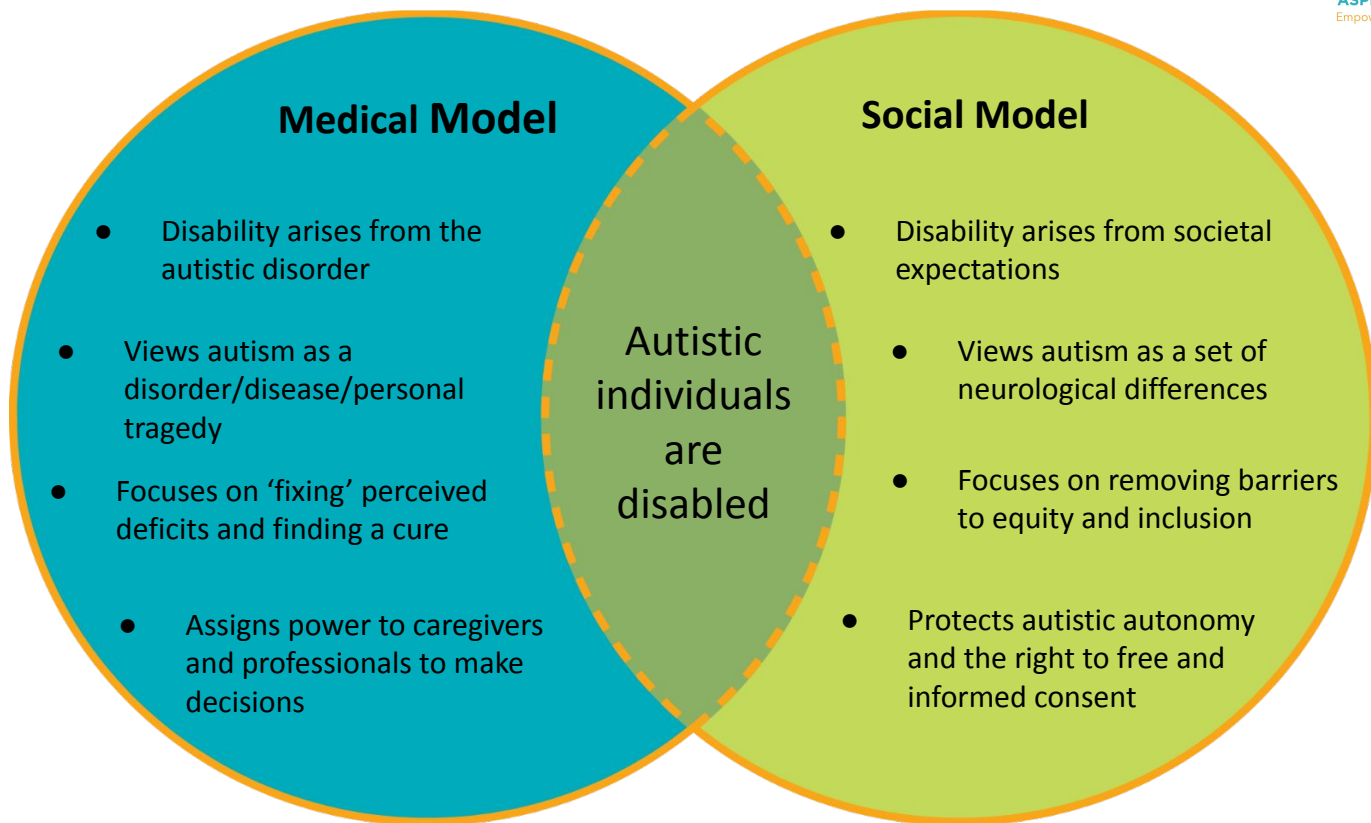 Empov
Medical Model
● Disability arises from the
autistic disorder
● Views autism as a
disorder/disease/personal
tragedy
● Focuses on ‘fixing’ perceived
deficits and finding a cure
● Assigns power to caregivers
and professionals to make
decisions
Autistic
individuals
are
disabled
Social Model
● Disability arises from societal
expectations
● Views autism as a set of
neurological differences
● Focuses on removing barriers
to equity and inclusion
● Protects autistic autonomy
and the right to free and
informed consent